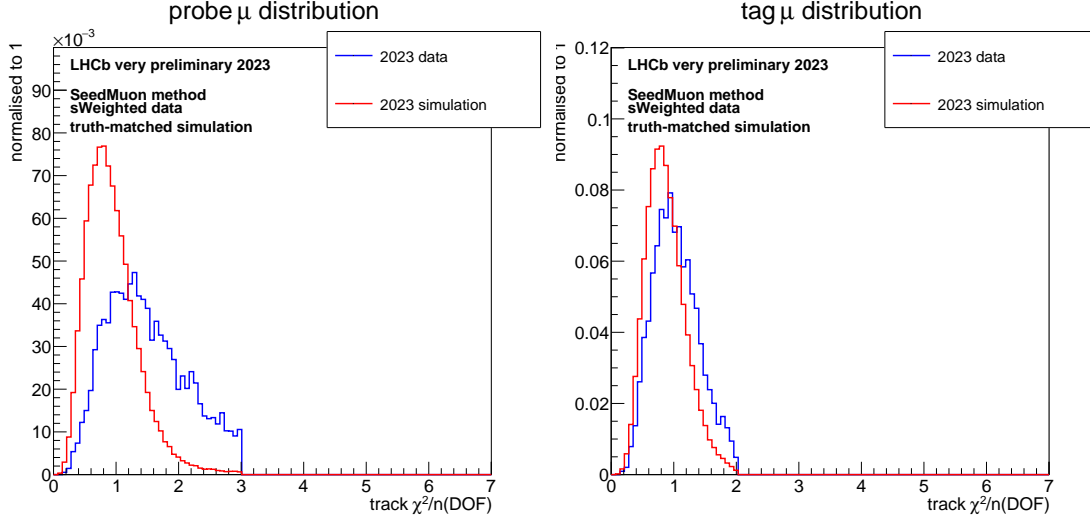 probe μ distribution
×10⁻³
normalised to 1
LHCb very preliminary 2023
SeedMuon method
sWeighted data
truth-matched simulation
2023 data
2023 simulation
90
80
70
60
50
40
30
20
10
0
0 1 2 3 4 5 6 7
track χ²/n(DOF)
tag μ distribution
normalised to 1
LHCb very preliminary 2023
SeedMuon method
sWeighted data
truth-matched simulation
2023 data
2023 simulation
0.12
0.1
0.08
0.06
0.04
0.02
0
0 1 2 3 4 5 6 7
track χ²/n(DOF)